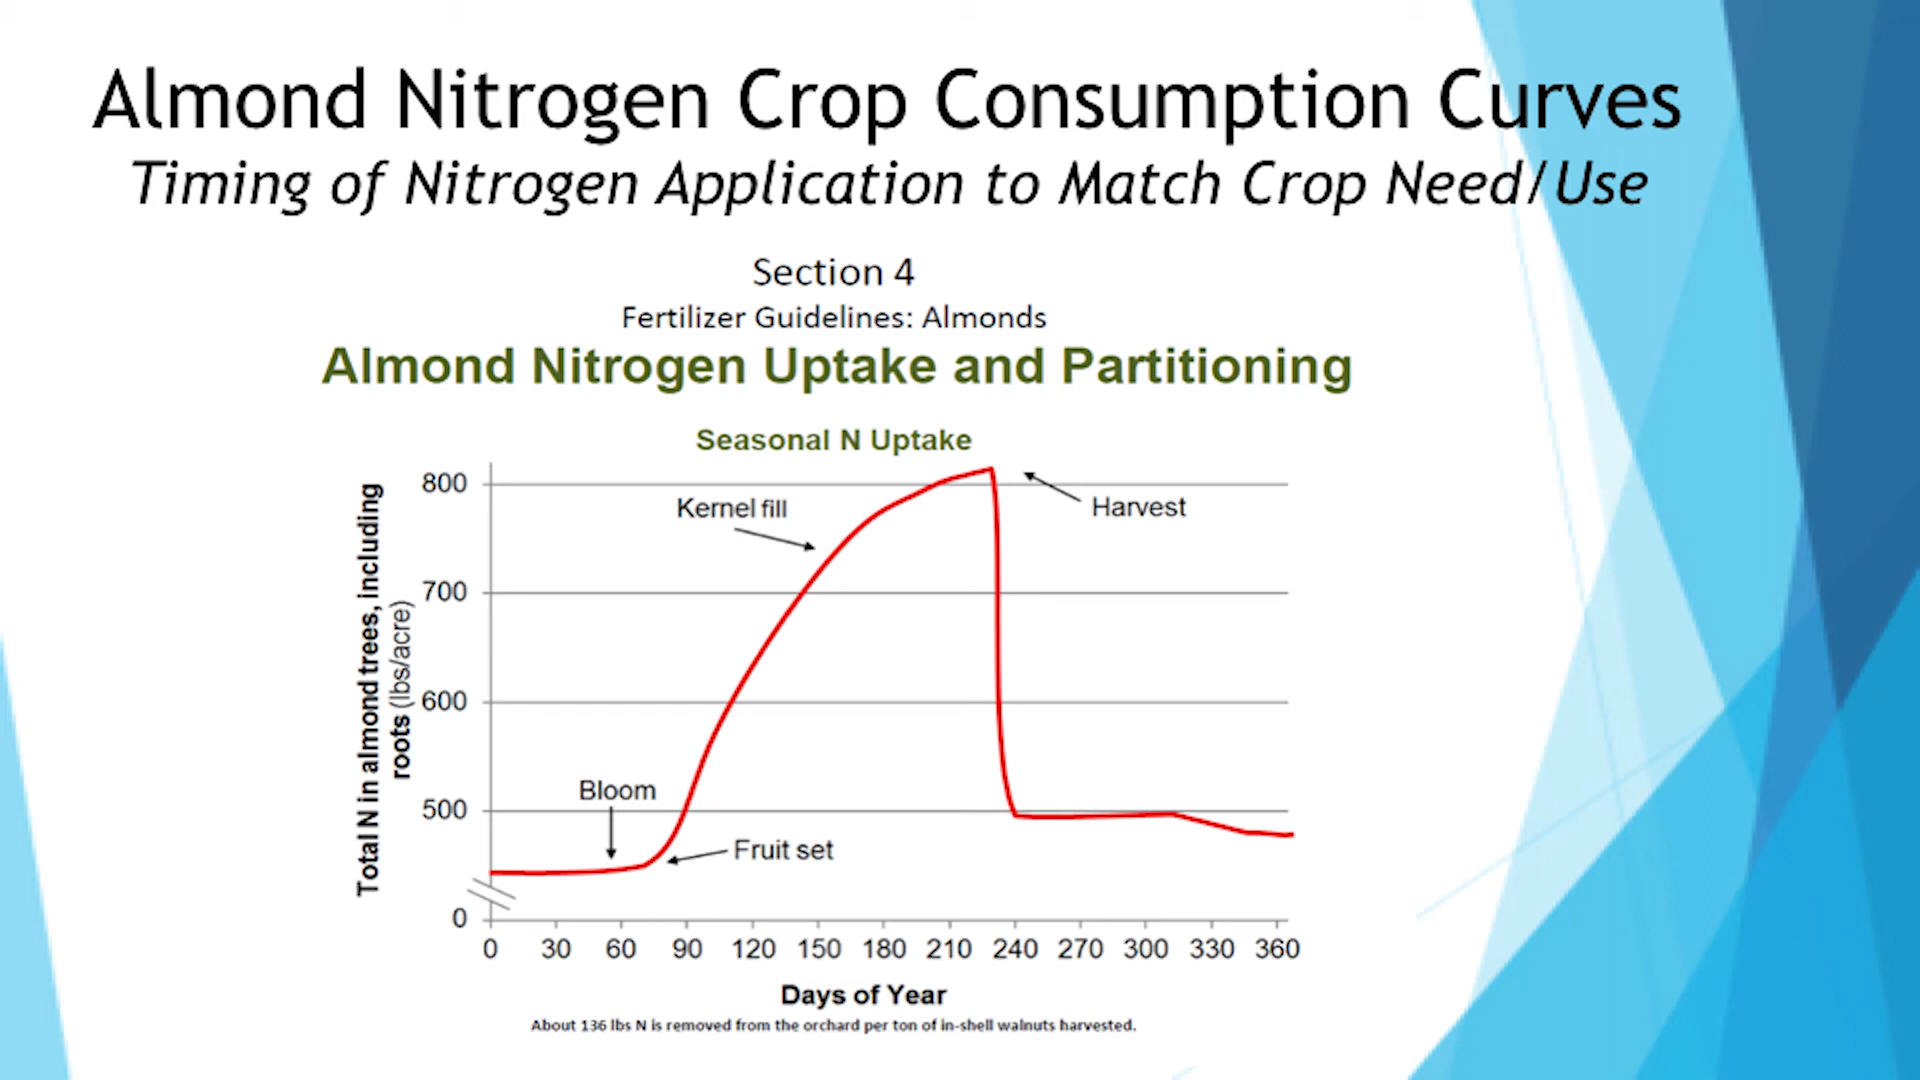 Almond Nitrogen Crop Consumption Curves
Timing of Nitrogen Application to Match Crop Need/Use
Section 4
Fertilizer Guidelines: Almonds
Almond Nitrogen Uptake and Partitioning
Seasonal N Uptake
Total N in almond trees, including
roots (lbs/acre)
800
700
600
500
0
Kernel fill
Harvest
Bloom
Fruit set
0 30 60 90 120 150 180 210 240 270 300 330 360
Days of Year
About 136 lbs N is removed from the orchard per ton of in-shell walnuts harvested.